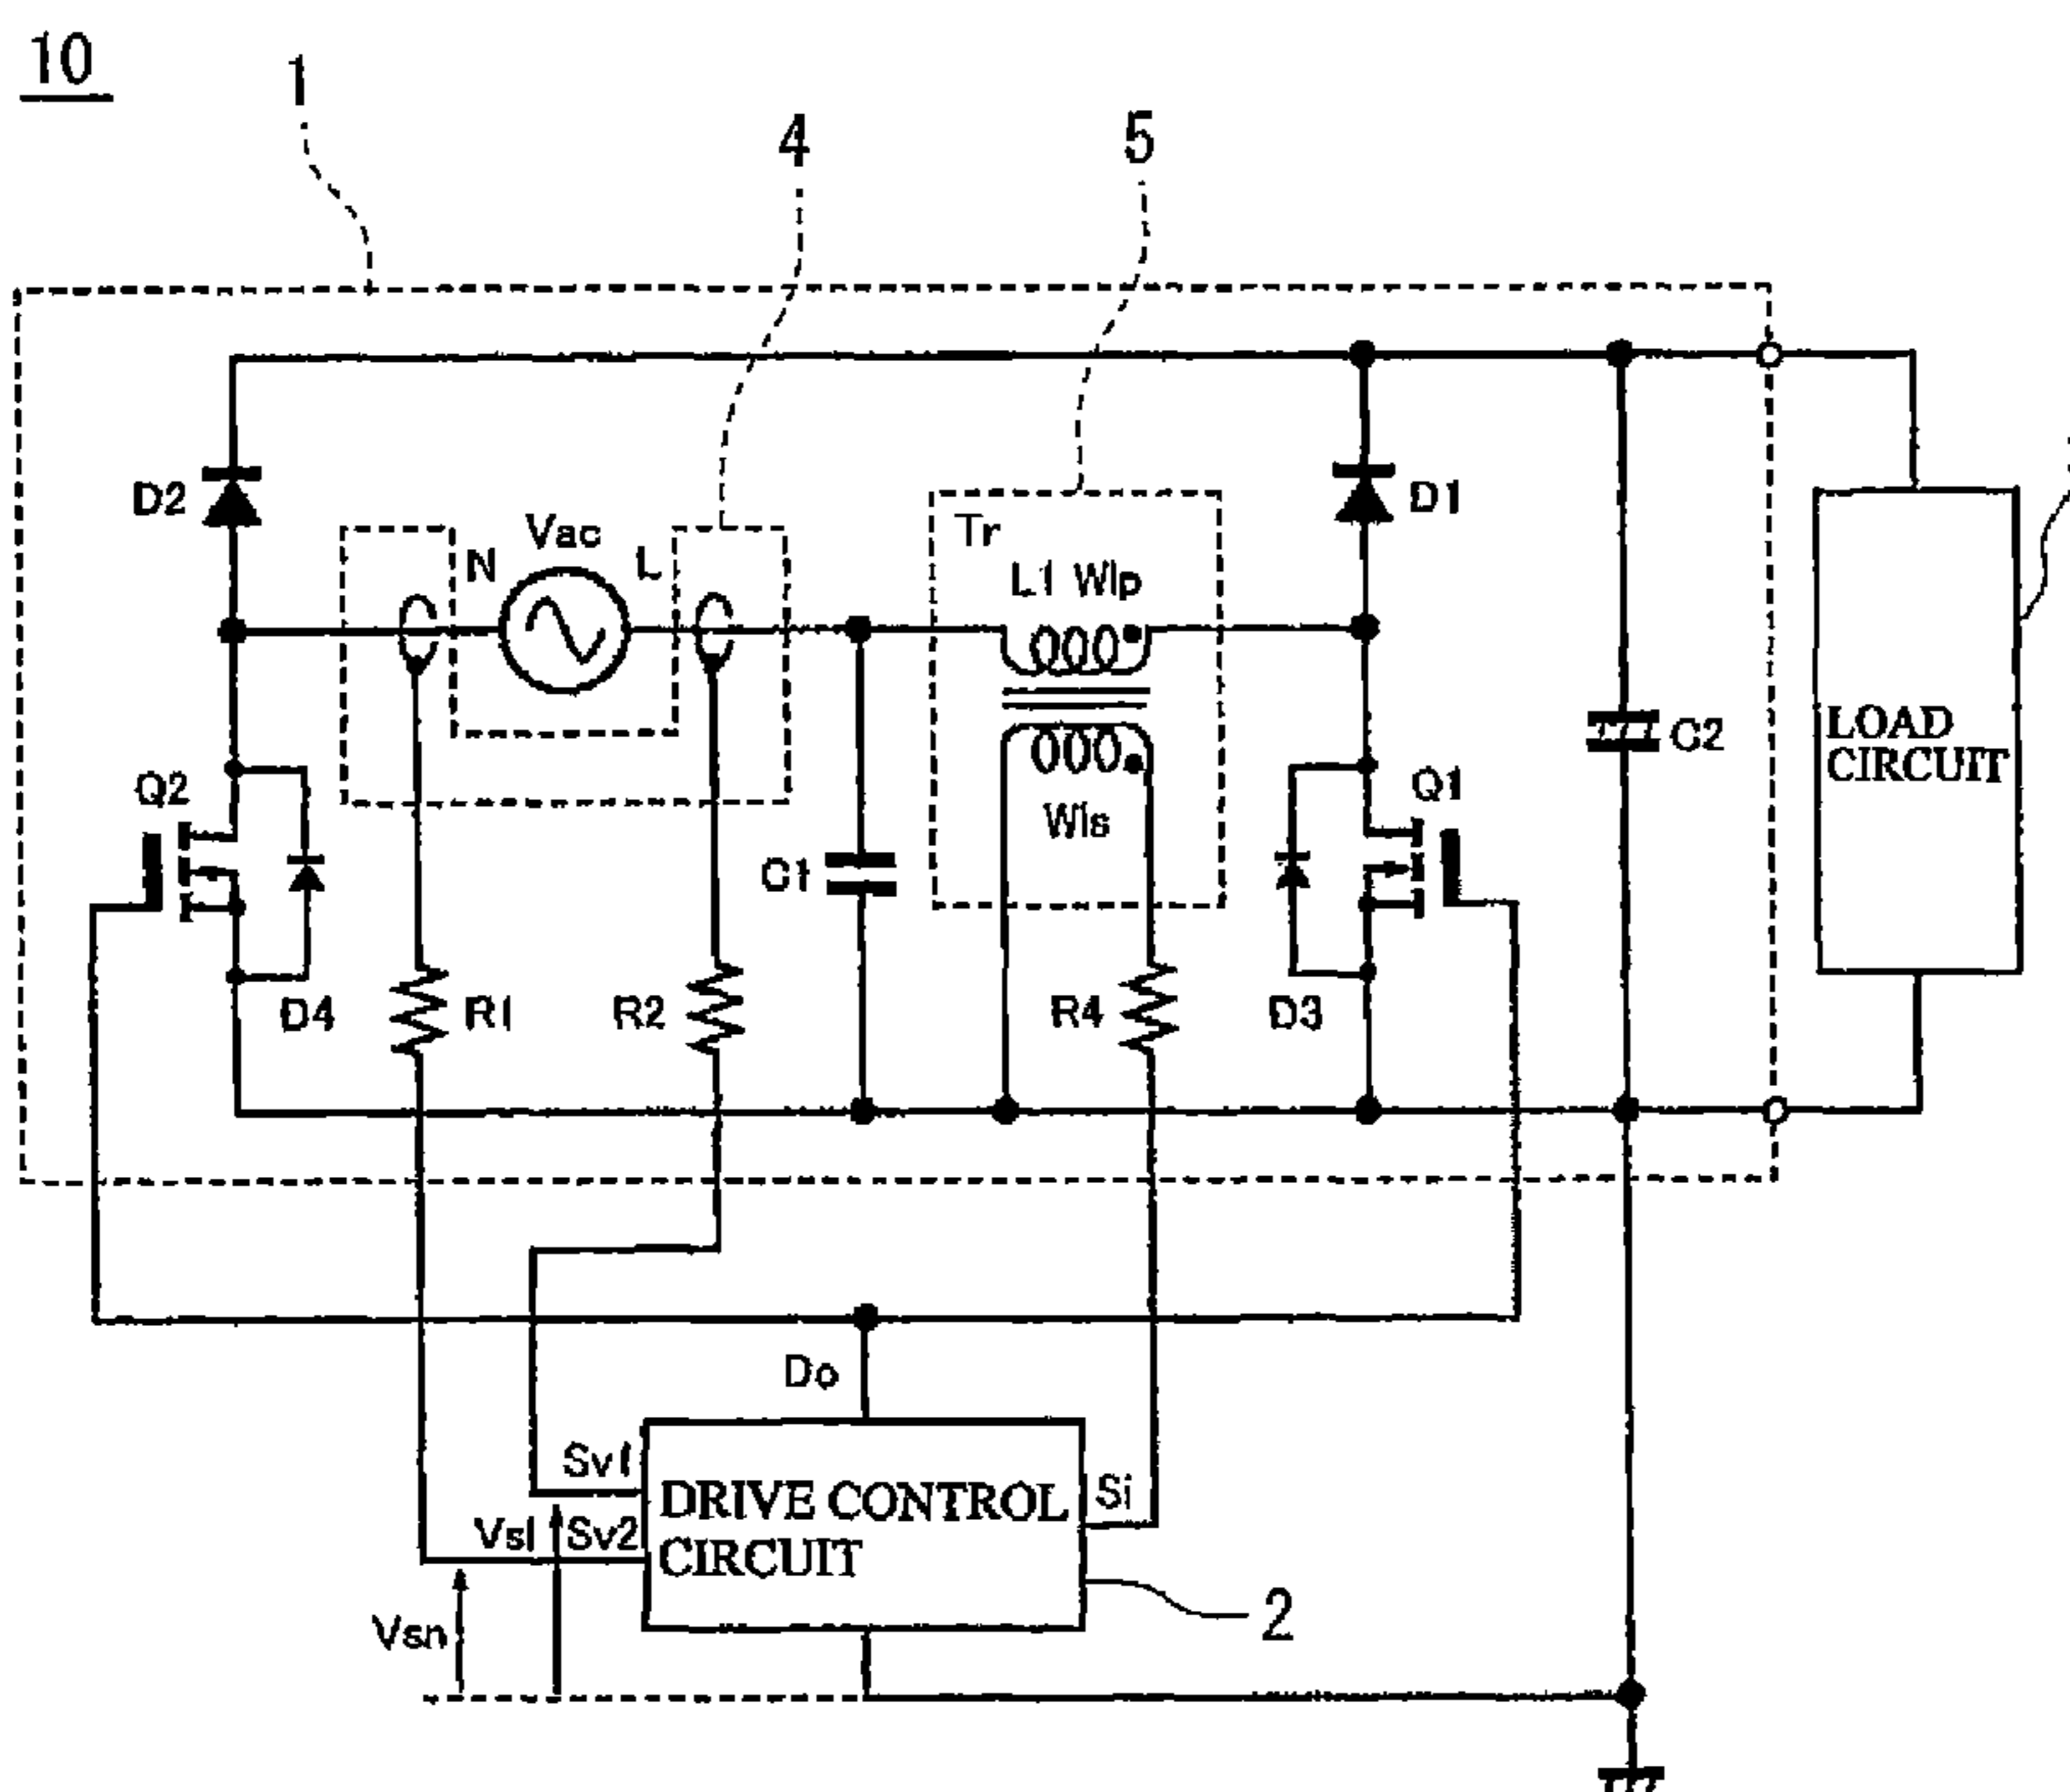 10
1
4
5
D2
N
Vac
L
Tr
L1 Wlp
D1
LOAD
CIRCUIT
C2
Q2
Wls
Q1
C1
D4
R1
R2
R4
D3
Do
Sv1
DRIVE CONTROL
CIRCUIT
Si
Vsl
Sv2
Vsn
2